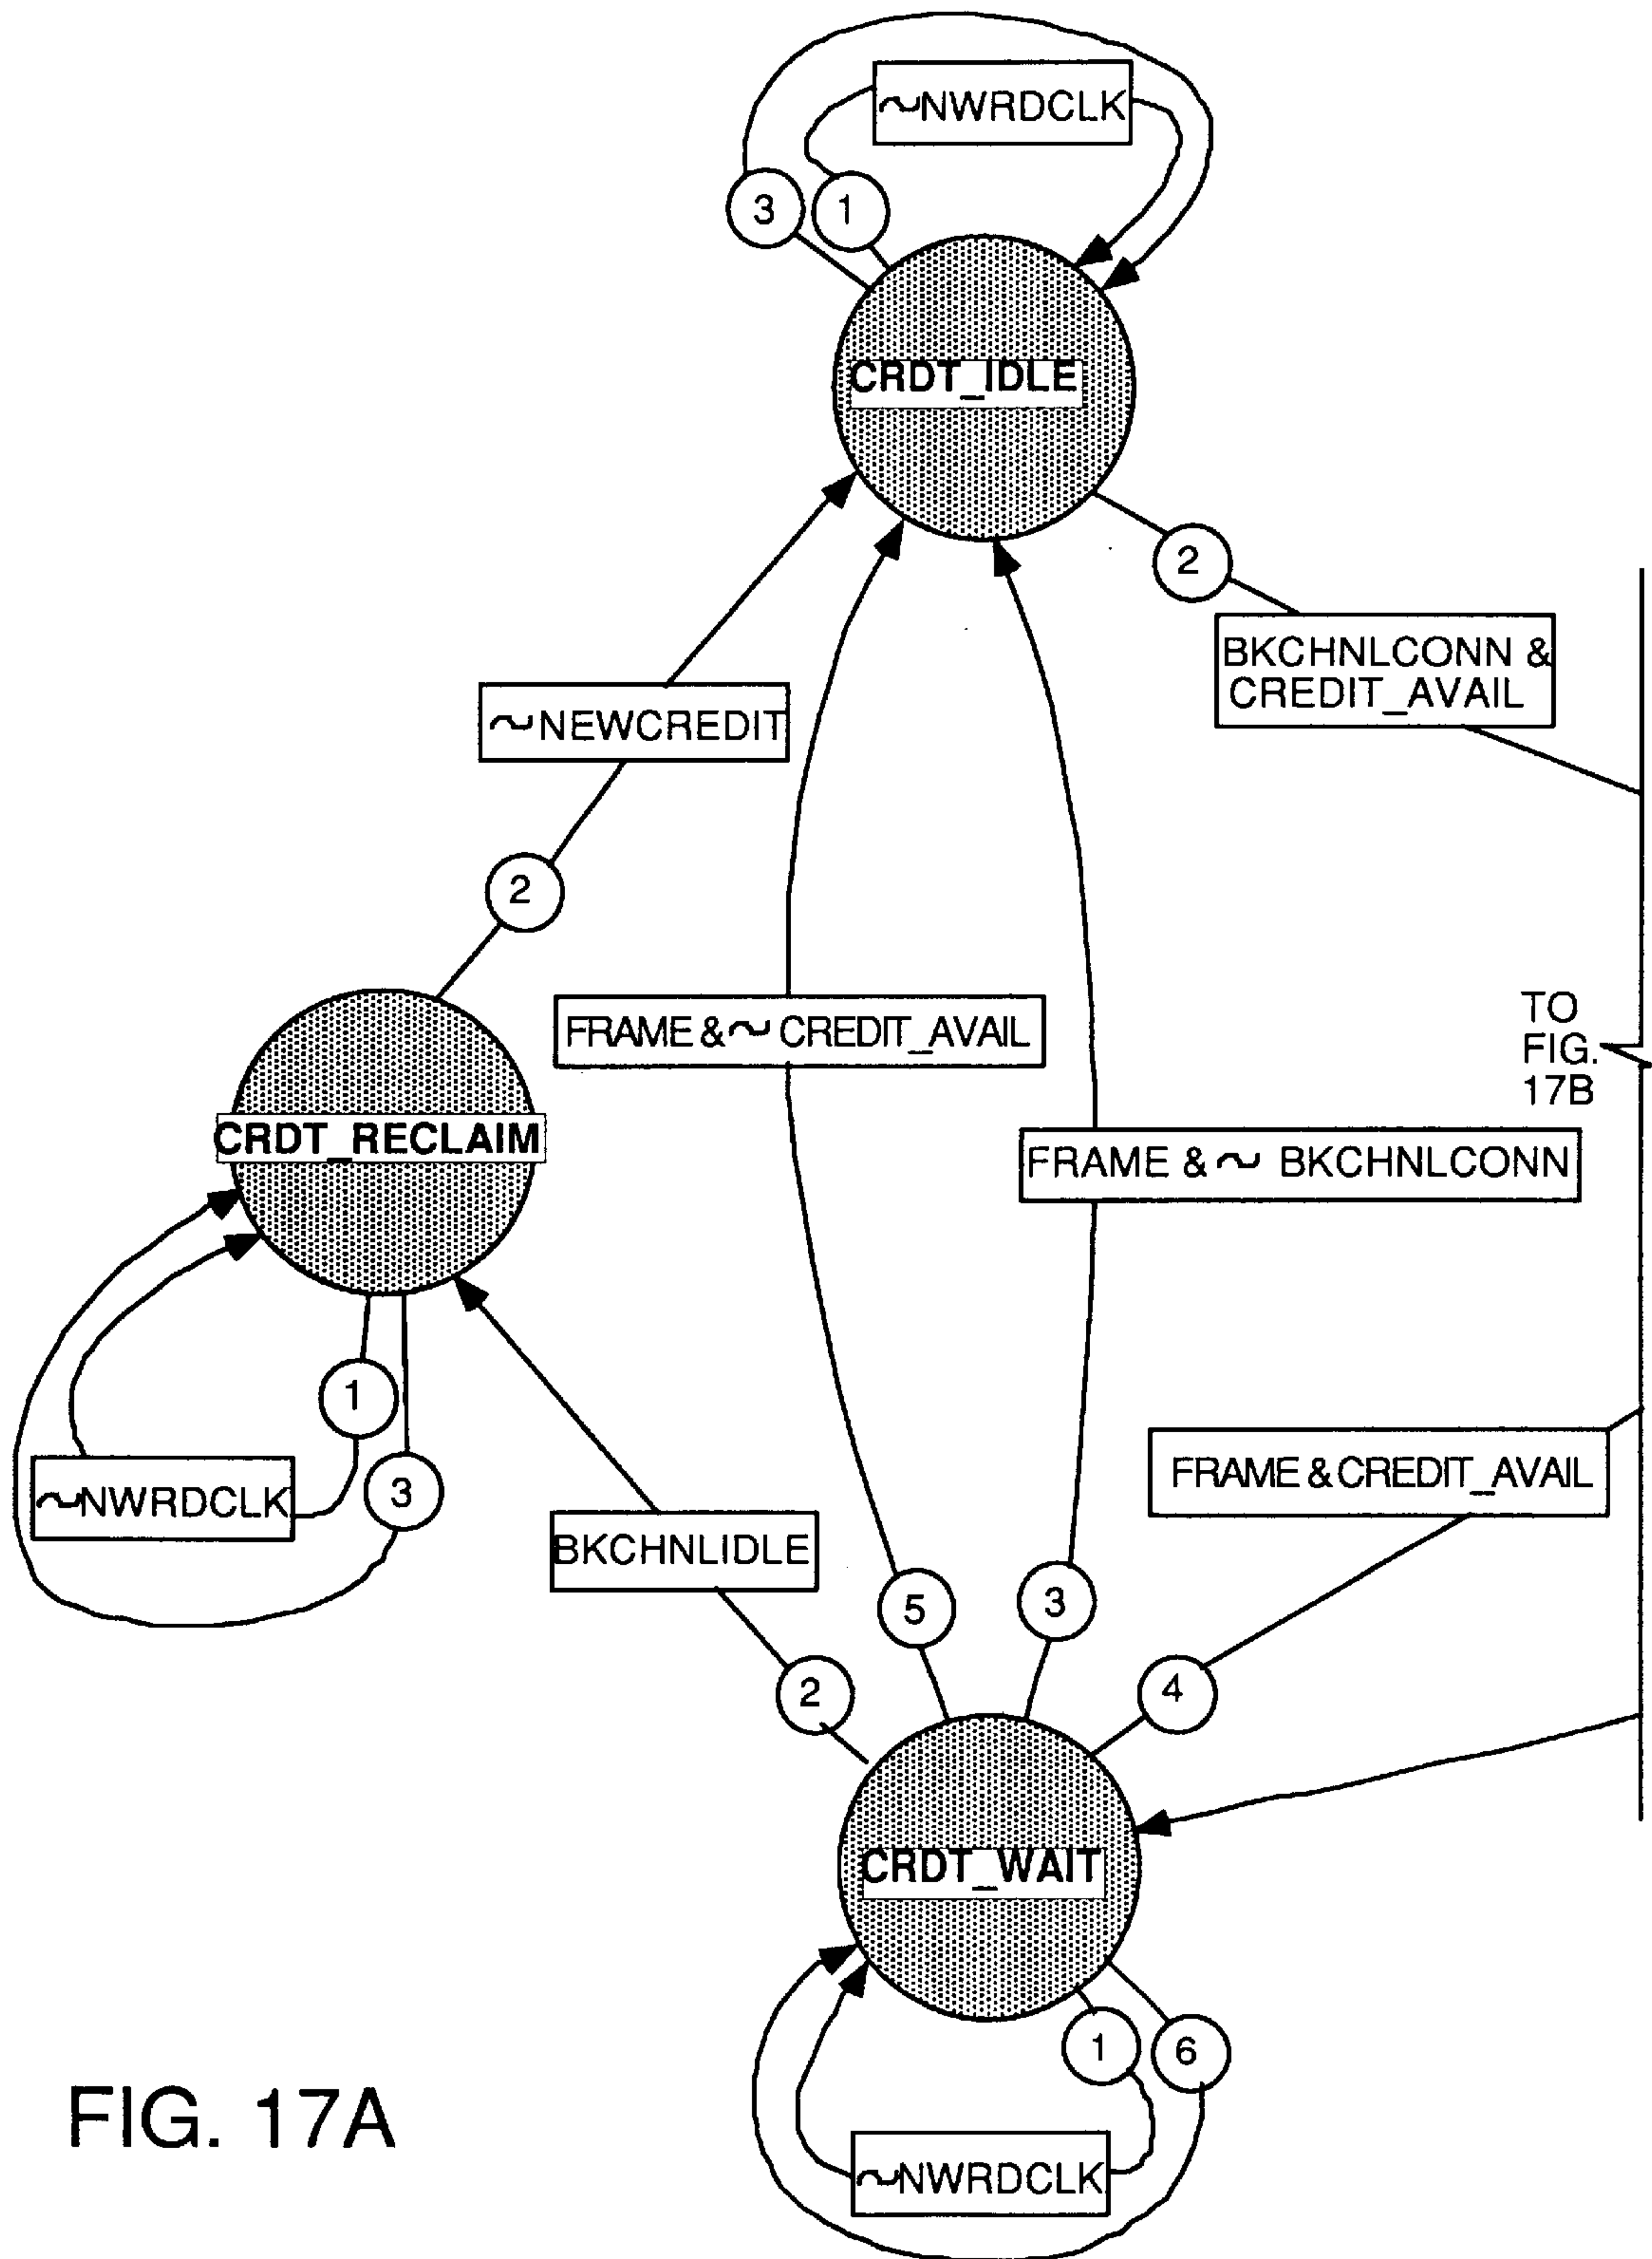 ~NWRDCLK
3
1
CRDT_IDLE
2
BKCHNLCONN &
CREDIT_AVAIL
~NEWCREDIT
2
FRAME & ~ CREDIT_AVAIL
TO
FIG.
17B
CRDT_RECLAIM
FRAME & ~ BKCHNLCONN
1
3
~NWRDCLK
FRAME & CREDIT_AVAIL
BKCHNLIDLE
5
3
2
4
CRDT_WAIT
1
6
~NWRDCLK
FIG. 17A